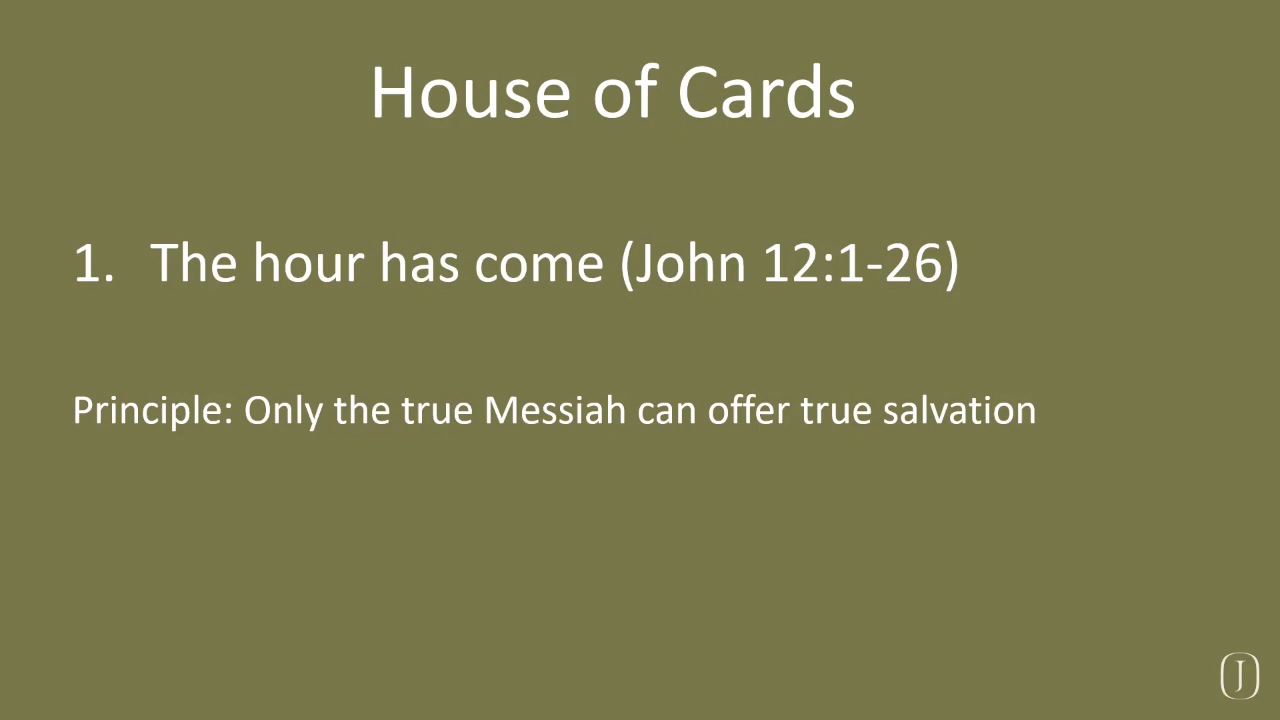 House of Cards
1. The hour has come (John 12:1-26)
Principle: Only the true Messiah can offer true salvation
J